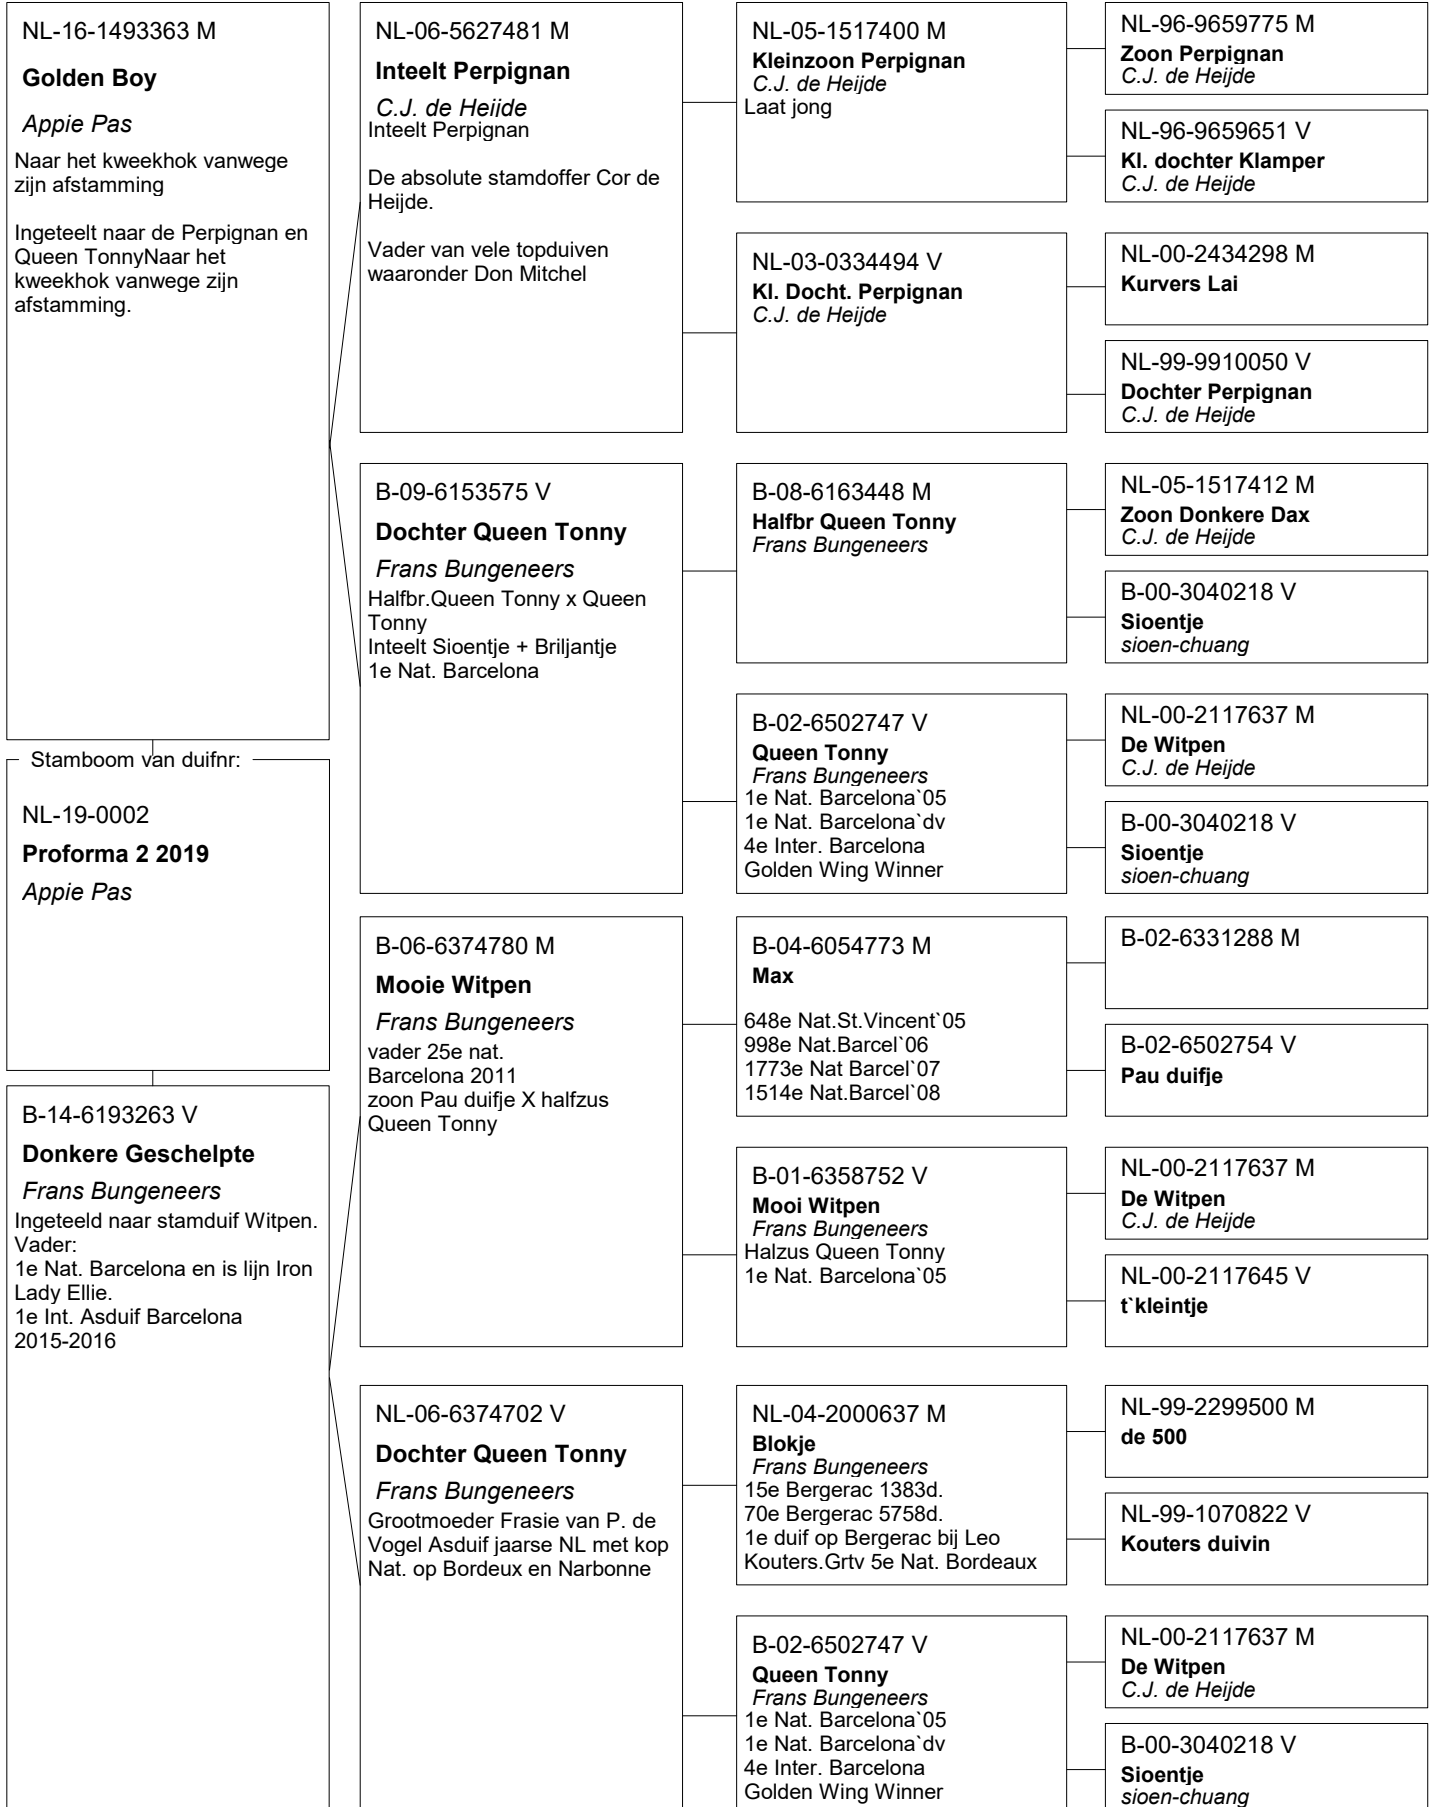 NL-16-1493363 M
Golden Boy
Appie Pas
Naar het kweekhok vanwege
zijn afstamming
Ingeteelt naar de Perpignan en
Queen TonnyNaar het
kweekhok vanwege zijn
afstamming.
Stamboom van duifnr:
NL-19-0002
Proforma 2 2019
Appie Pas
B-14-6193263 V
Donkere Geschelpte
Frans Bungeneers
Ingeteeld naar stamduif Witpen.
Vader:
1e Nat. Barcelona en is lijn Iron
Lady Ellie.
1e Int. Asduif Barcelona
2015-2016
NL-06-5627481 M
Inteelt Perpignan
C.J. de Heijde
Inteelt Perpignan
De absolute stamdoffer Cor de
Heijde.
Vader van vele topduiven
waaronder Don Mitchel
B-09-6153575 V
Dochter Queen Tonny
Frans Bungeneers
Halfbr.Queen Tonny x Queen
Tonny
Inteelt Sioentje + Briljantje
1e Nat. Barcelona
B-06-6374780 M
Mooie Witpen
Frans Bungeneers
vader 25e nat.
Barcelona 2011
zoon Pau duifje X halfzus
Queen Tonny
NL-06-6374702 V
Dochter Queen Tonny
Frans Bungeneers
Grootmoeder Frasie van P. de
Vogel Asduif jaarse NL met kop
Nat. op Bordeux en Narbonne
NL-05-1517400 M
Kleinzoon Perpignan
C.J. de Heijde
Laat jong
NL-03-0334494 V
Kl. Docht. Perpignan
C.J. de Heijde
B-08-6163448 M
Halfbr Queen Tonny
Frans Bungeneers
B-02-6502747 V
Queen Tonny
Frans Bungeneers
1e Nat. Barcelona`05
1e Nat. Barcelona`dv
4e Inter. Barcelona
Golden Wing Winner
B-04-6054773 M
Max
648e Nat.St.Vincent`05
998e Nat.Barcel`06
1773e Nat Barcel`07
1514e Nat.Barcel`08
B-01-6358752 V
Mooi Witpen
Frans Bungeneers
Halzus Queen Tonny
1e Nat. Barcelona`05
NL-04-2000637 M
Blokje
Frans Bungeneers
15e Bergerac 1383d.
70e Bergerac 5758d.
1e duif op Bergerac bij Leo
Kouters.Grtv 5e Nat. Bordeaux
B-02-6502747 V
Queen Tonny
Frans Bungeneers
1e Nat. Barcelona`05
1e Nat. Barcelona`dv
4e Inter. Barcelona
Golden Wing Winner
NL-96-9659775 M
Zoon Perpignan
C.J. de Heijde
NL-96-9659651 V
Kl. dochter Klamper
C.J. de Heijde
NL-00-2434298 M
Kurvers Lai
NL-99-9910050 V
Dochter Perpignan
C.J. de Heijde
NL-05-1517412 M
Zoon Donkere Dax
C.J. de Heijde
B-00-3040218 V
Sioentje
sioen-chuang
NL-00-2117637 M
De Witpen
C.J. de Heijde
B-00-3040218 V
Sioentje
sioen-chuang
B-02-6331288 M
B-02-6502754 V
Pau duifje
NL-00-2117637 M
De Witpen
C.J. de Heijde
NL-00-2117645 V
t`kleintje
NL-99-2299500 M
de 500
NL-99-1070822 V
Kouters duivin
NL-00-2117637 M
De Witpen
C.J. de Heijde
B-00-3040218 V
Sioentje
sioen-chuang